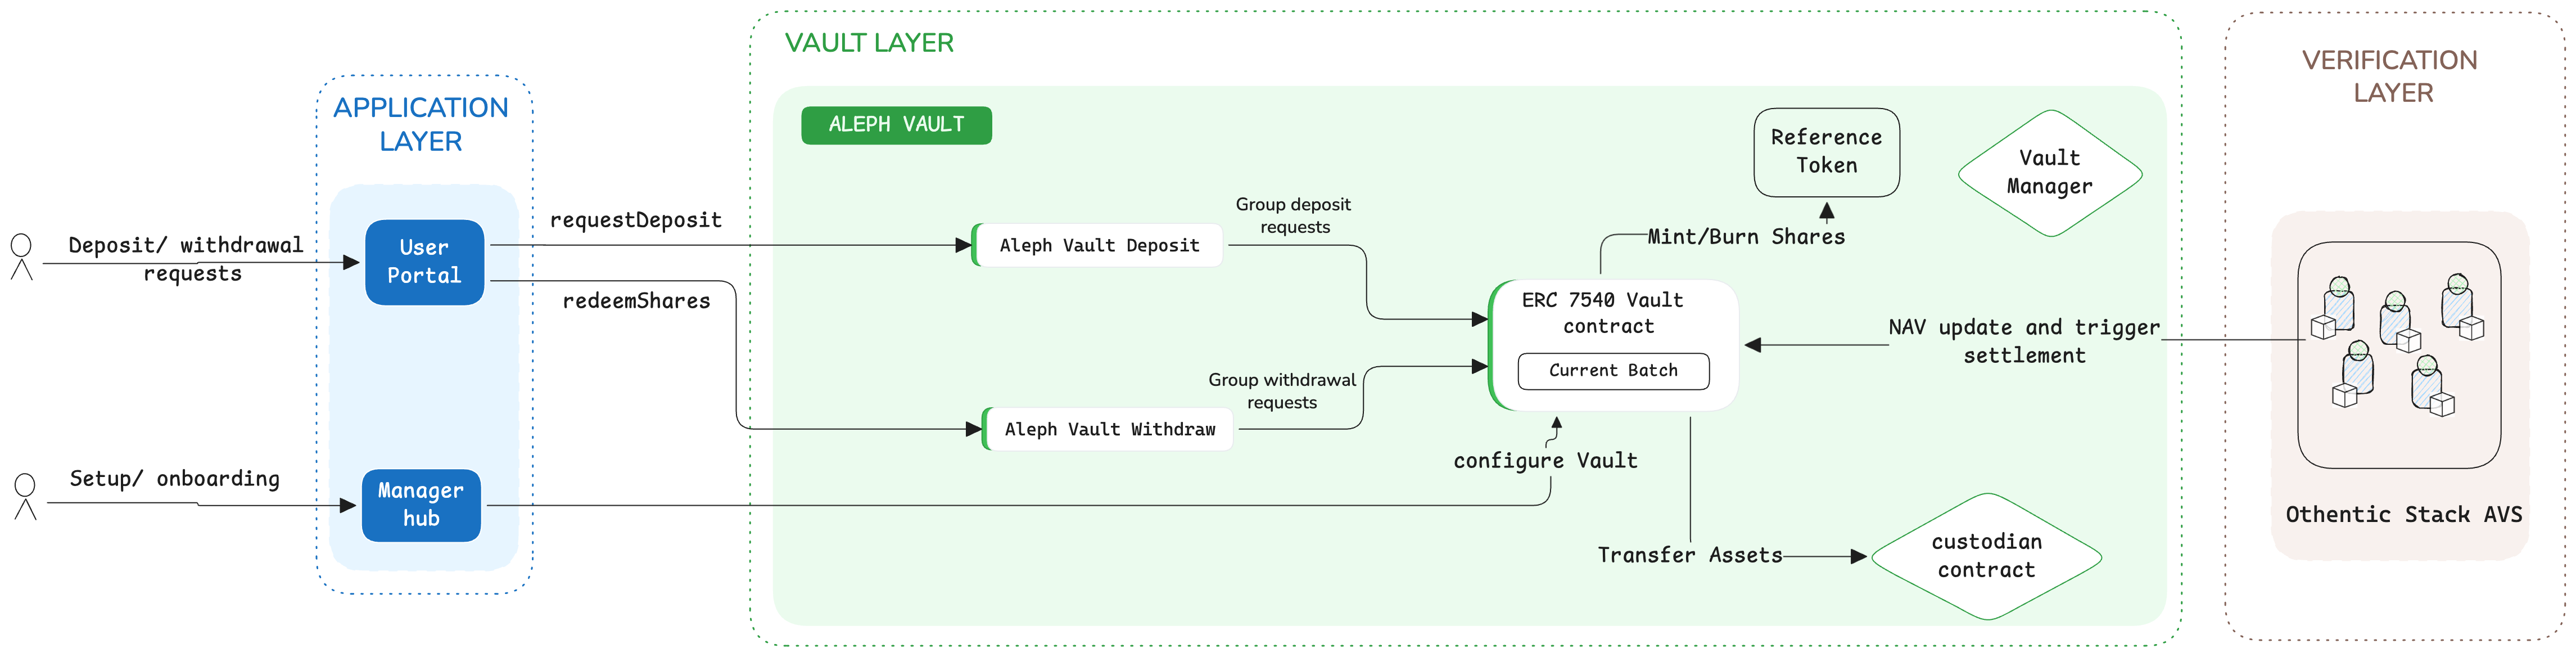 VAULT LAYER
APPLICATION
LAYER
VERIFICATION
LAYER
ALEPH VAULT
Deposit/ withdrawal
requests
User
Portal
requestDeposit
redeemShares
Setup/ onboarding
Manager
hub
Aleph Vault Deposit
Group deposit
requests
Aleph Vault Withdraw
Group withdrawal
requests
ERC 7540 Vault
contract
Current Batch
configure Vault
Mint/Burn Shares
Reference
Token
Vault
Manager
Transfer Assets
custodian
contract
NAV update and trigger
settlement
Othentic Stack AVS